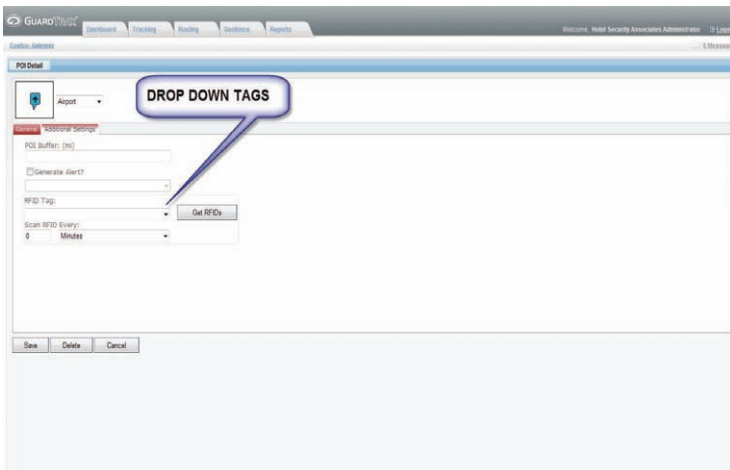 GUARDTRAX
Dashboard Tracking Routing Geofence Reports
Welcome, Hotel Security Associates Administrator
POI Detail
Airport
DROP DOWN TAGS
General Additional Settings
POI Buffer: (mi)
Generate Alert?
RFID Tag:
Get RFIDs
Scan RFID Every:
0 Minutes
Save Delete Cancel